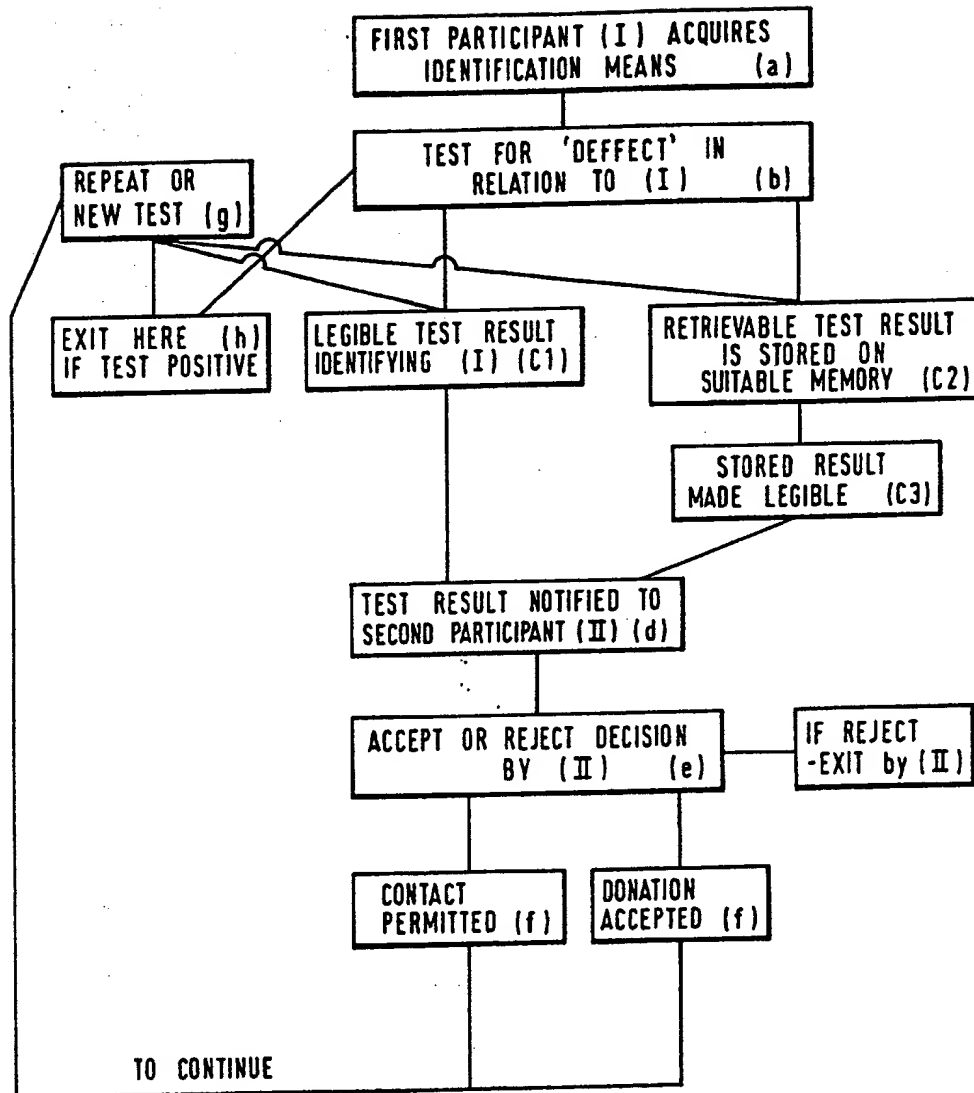 FIRST PARTICIPANT (I) ACQUIRES
IDENTIFICATION MEANS (a)
TEST FOR 'DEFFECT' IN
RELATION TO (I) (b)
REPEAT OR
NEW TEST (g)
EXIT HERE (h)
IF TEST POSITIVE
LEGIBLE TEST RESULT
IDENTIFYING (I) (C1)
RETRIEVABLE TEST RESULT
IS STORED ON
SUITABLE MEMORY (C2)
STORED RESULT
MADE LEGIBLE (C3)
TEST RESULT NOTIFIED TO
SECOND PARTICIPANT (II) (d)
ACCEPT OR REJECT DECISION
BY (II) (e)
IF REJECT
-EXIT by (II)
CONTACT
PERMITTED (f)
DONATION
ACCEPTED (f)
TO CONTINUE